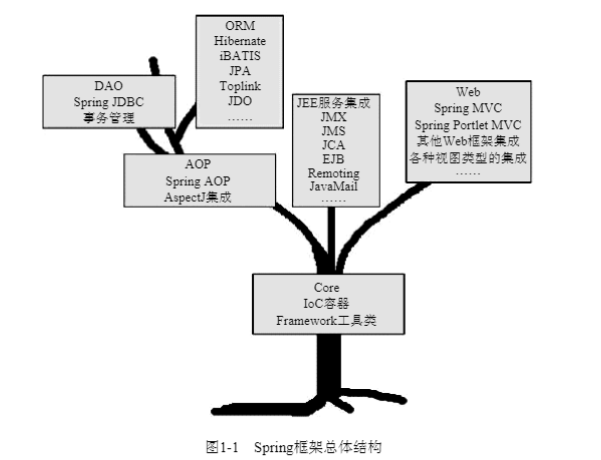 ORM
Hibernate
iBATIS
JPA
Toplink
JDO
……
DAO
Spring JDBC
事务管理
JEE服务集成
JMX
JMS
JCA
EJB
Remoting
JavaMail
……
Web
Spring MVC
Spring Portlet MVC
其他Web框架集成
各种视图类型的集成
……
AOP
Spring AOP
AspectJ集成
Core
IoC容器
Framework工具类
图1-1 Spring框架总体结构